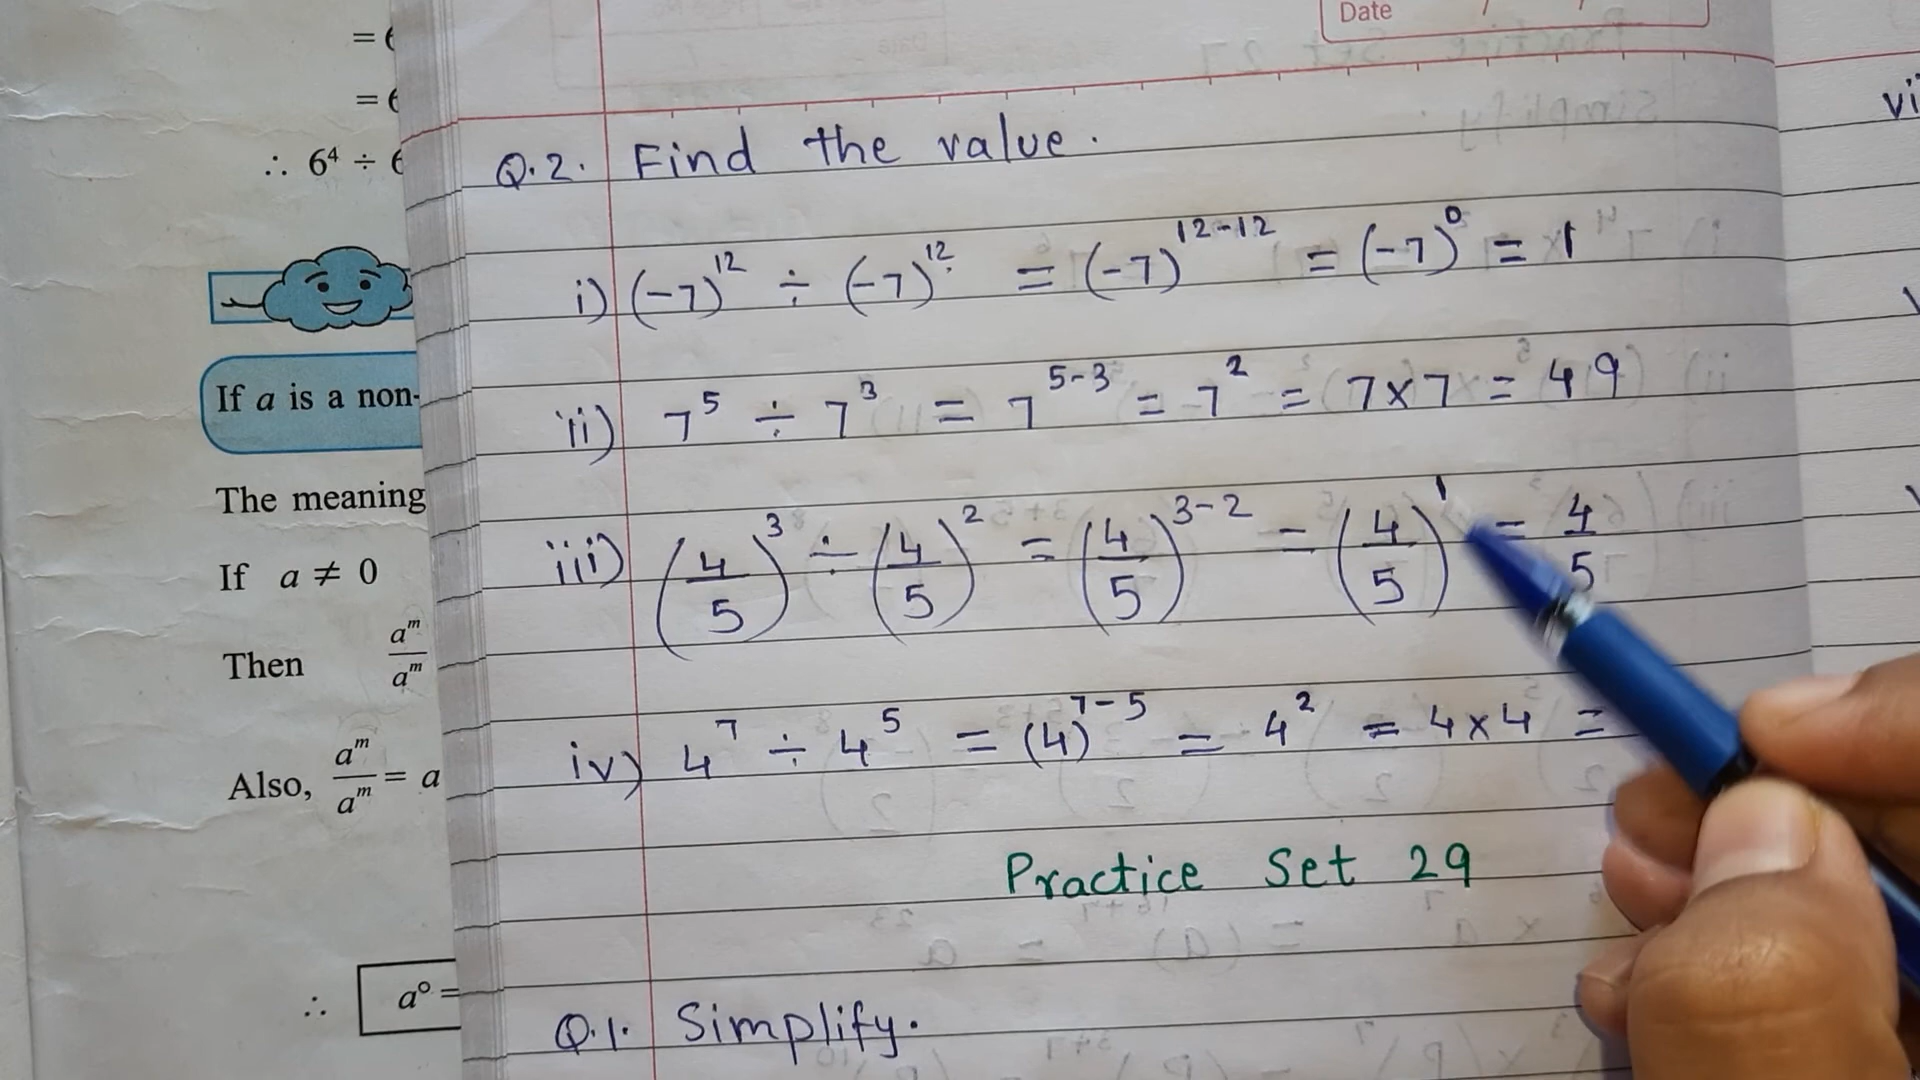 Date / /
= 6
= 6
∴ 6⁴ ÷ 6
If a is a non-
The meaning
If a ≠ 0
Then aᵐ/aᵐ
Also, aᵐ/aᵐ = a
∴ a⁰ =
Q.2. Find the value.
i) (-7)¹² ÷ (-7)¹² = (-7)¹²⁻¹² = (-7)⁰ = 1
ii) 7⁵ ÷ 7³ = 7⁵⁻³ = 7² = 7×7 = 49
iii) (4/5)³ ÷ (4/5)² = (4/5)³⁻² = (4/5)¹ = 4/5
iv) 4⁷ ÷ 4⁵ = (4)⁷⁻⁵ = 4² = 4×4 =
Practice Set 29
Q.1. Simplify.